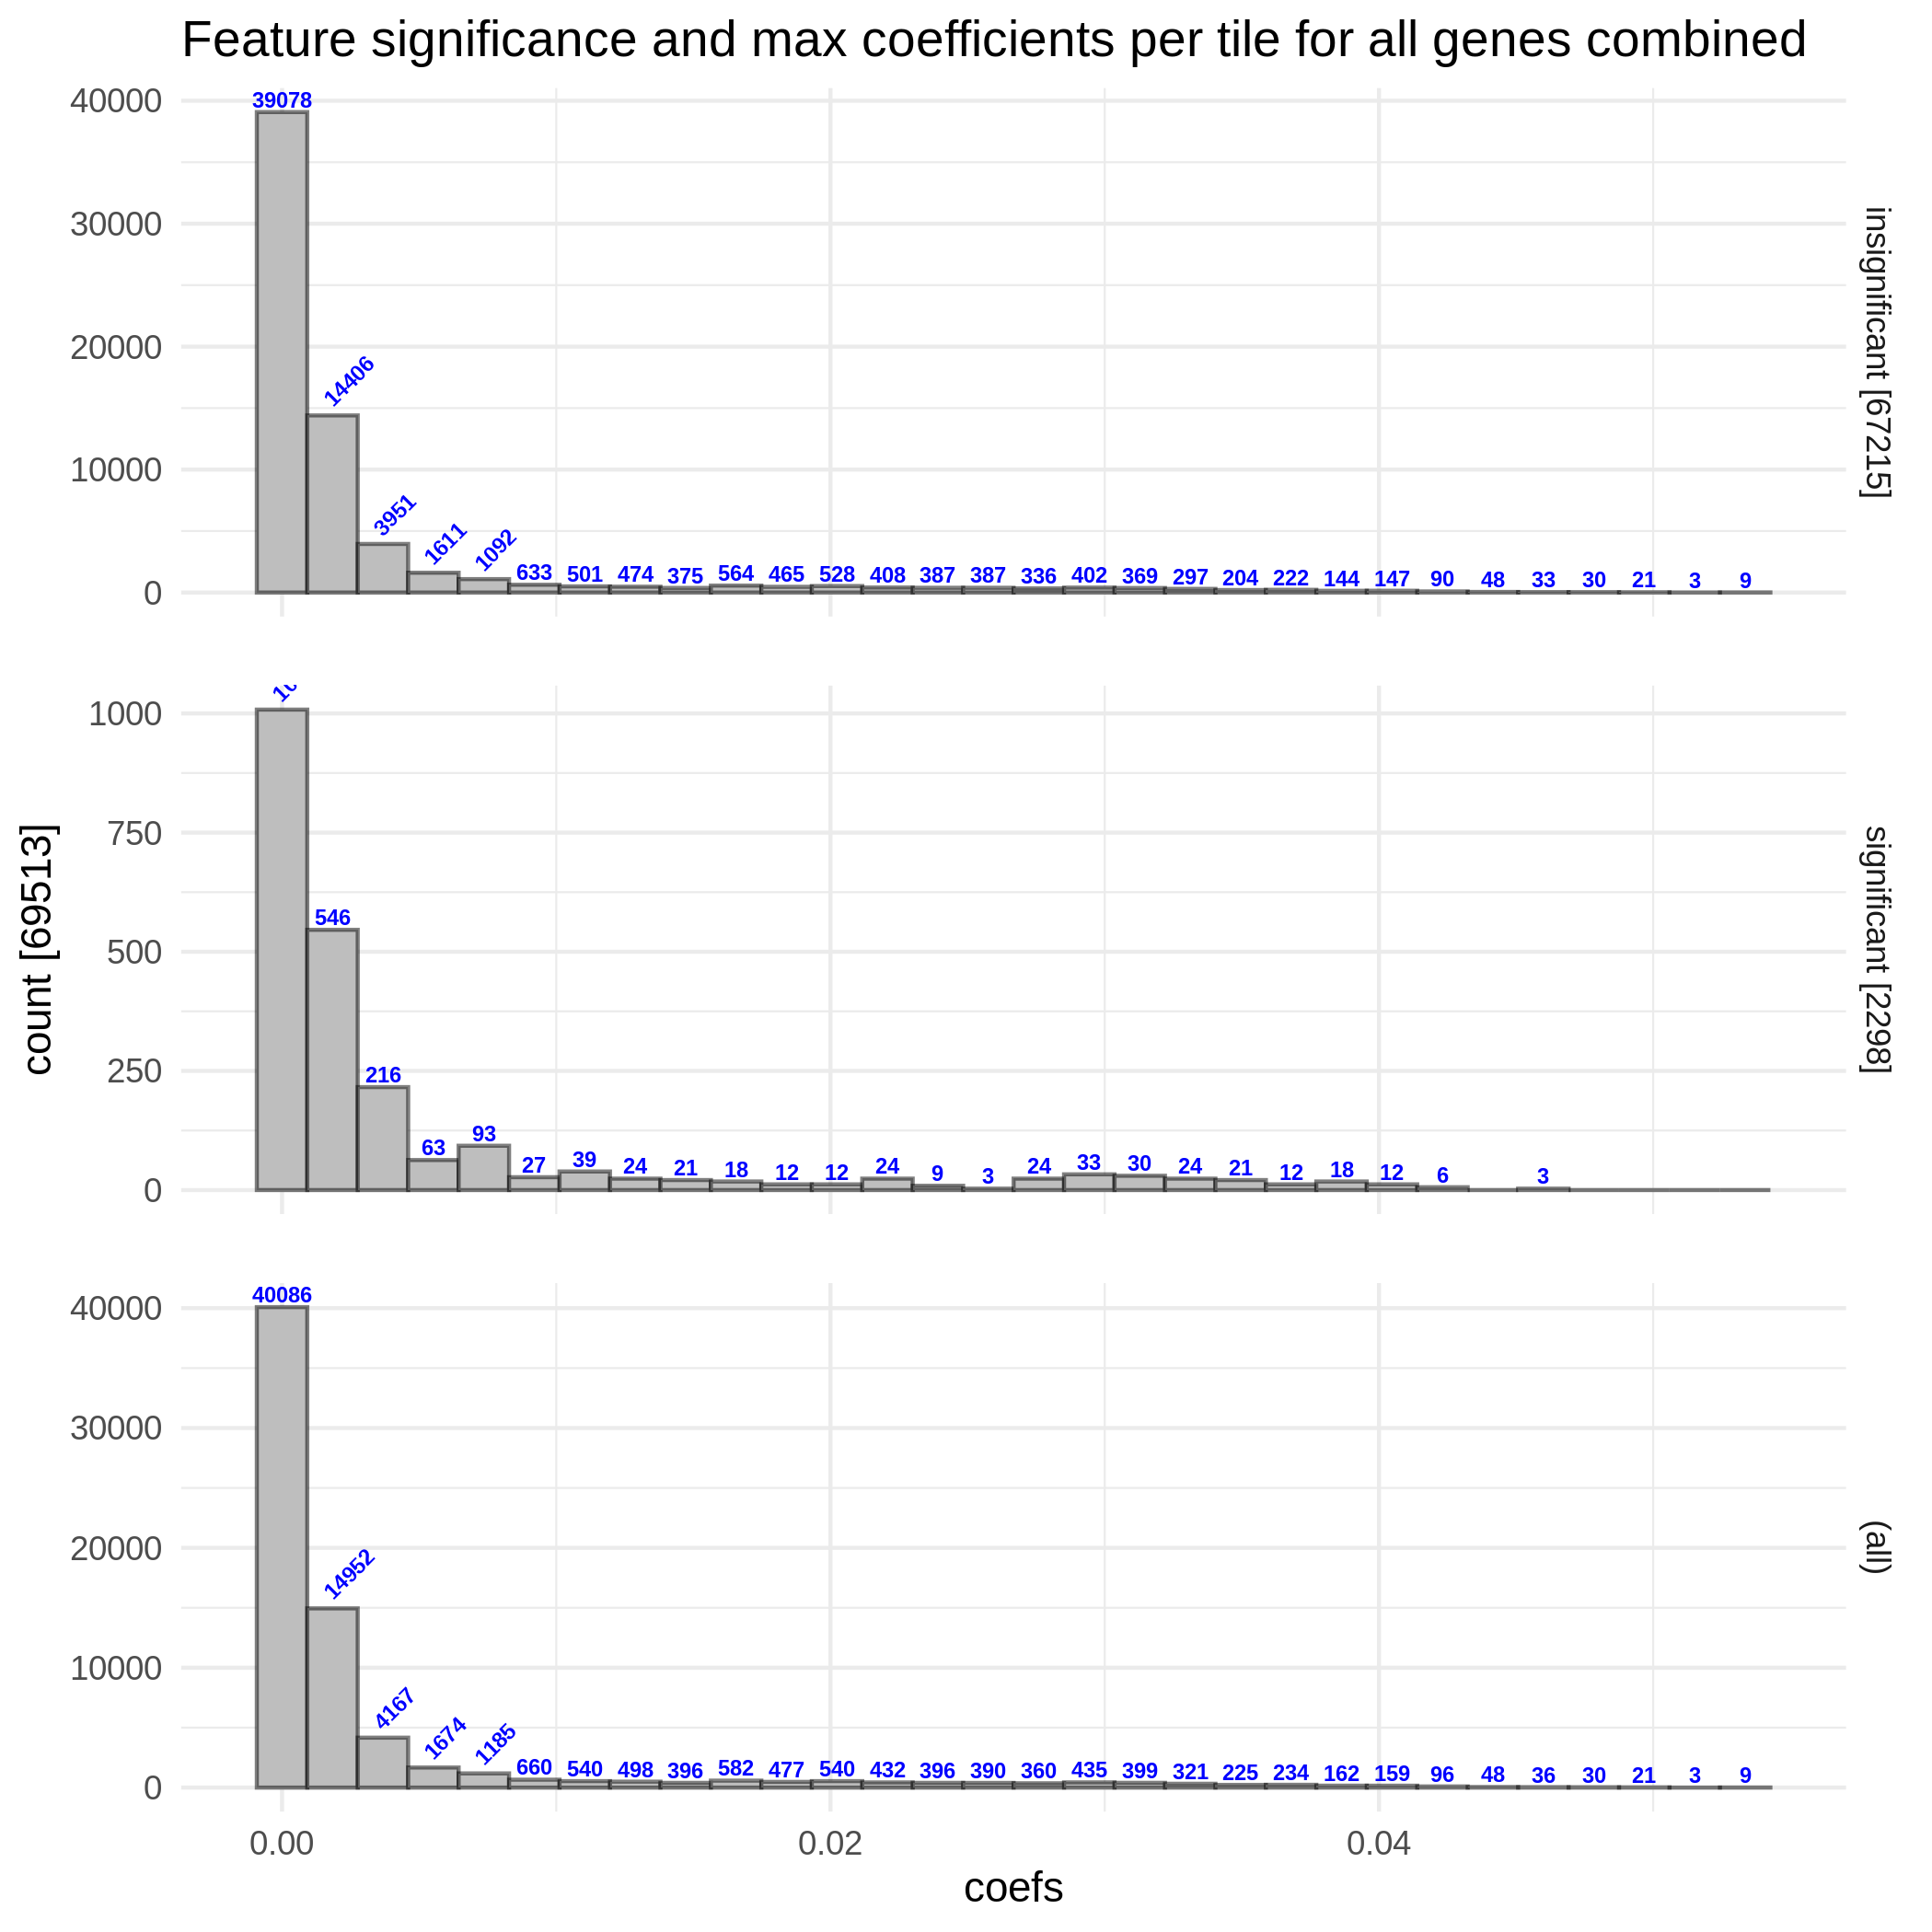 Feature significance and max coefficients per tile for all genes combined
count [69513]
40000
30000
20000
10000
0
39078
14406
3951
1611
1092
633 501 474 375 564 465 528 408 387 387 336 402 369 297 204 222 144 147 90 48 33 30 21 3 9
insignificant [67215]
1000
750
500
250
0
546
216
63
93
27 39 24 21 18 12 12 24 9 3 24 33 30 24 21 12 18 12 6 3
significant [2298]
40000
30000
20000
10000
0
40086
14952
4167
1674
1185
660 540 498 396 582 477 540 432 396 390 360 435 399 321 225 234 162 159 96 48 36 30 21 3 9
(all)
0.00 0.02 0.04
coefs